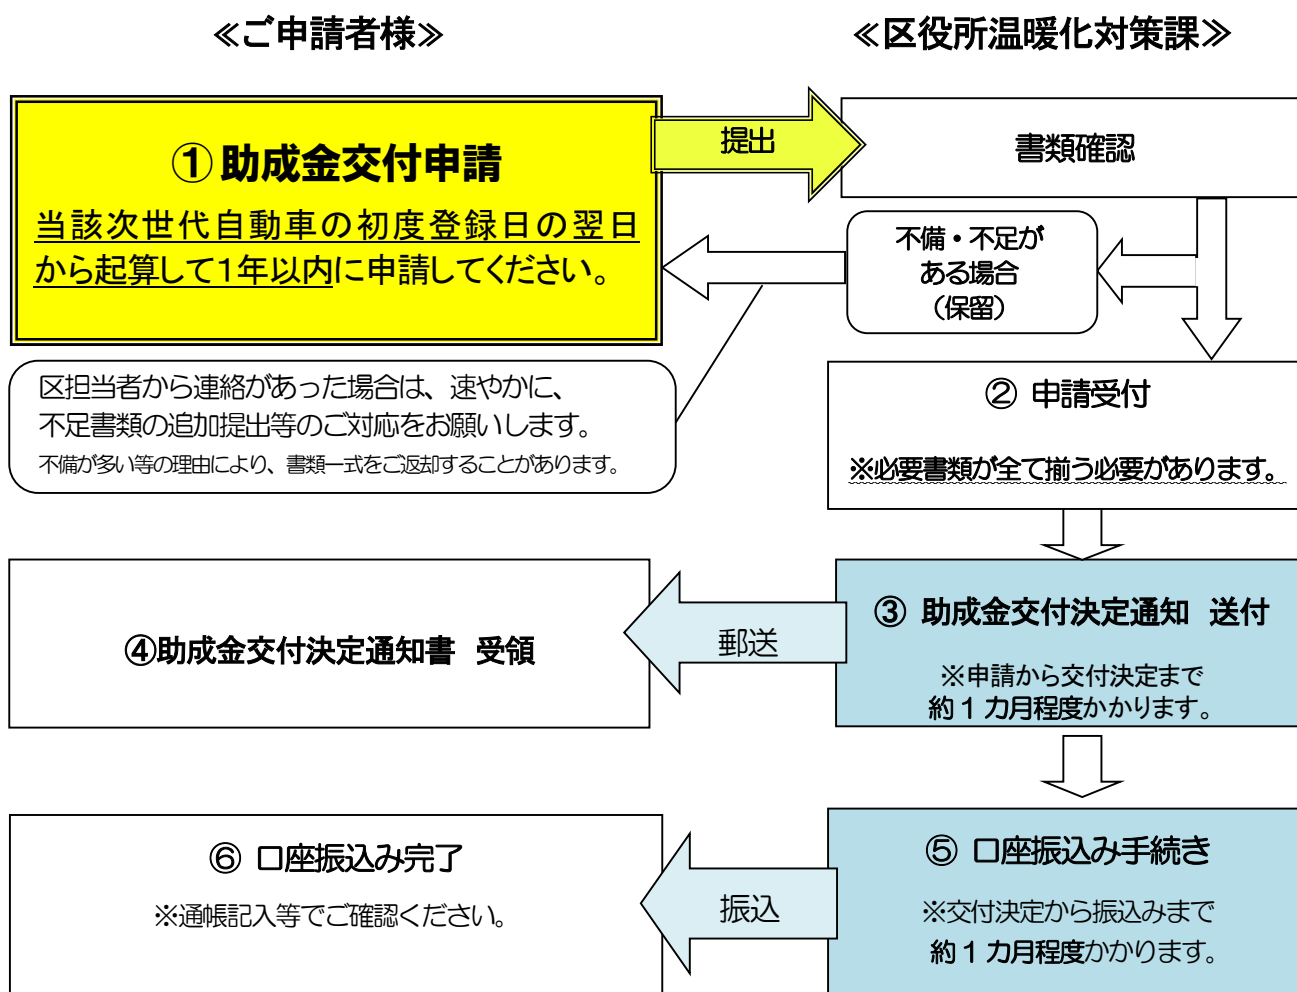 ≪ご申請者様≫
≪区役所温暖化対策課≫
①助成金交付申請
当該次世代自動車の初度登録日の翌日
から起算して1年以内に申請してください。
提出
書類確認
不備・不足が
ある場合
（保留）
区担当者から連絡があった場合は、速やかに、
不足書類の追加提出等のご対応をお願いします。
不備が多い等の理由により、書類一式をご返却することがあります。
② 申請受付
※必要書類が全て揃う必要があります。
③ 助成金交付決定通知　送付
※申請から交付決定まで
約1カ月程度かかります。
郵送
④助成金交付決定通知書　受領
⑤ 口座振込み手続き
※交付決定から振込みまで
約1カ月程度かかります。
振込
⑥ 口座振込み完了
※通帳記入等でご確認ください。